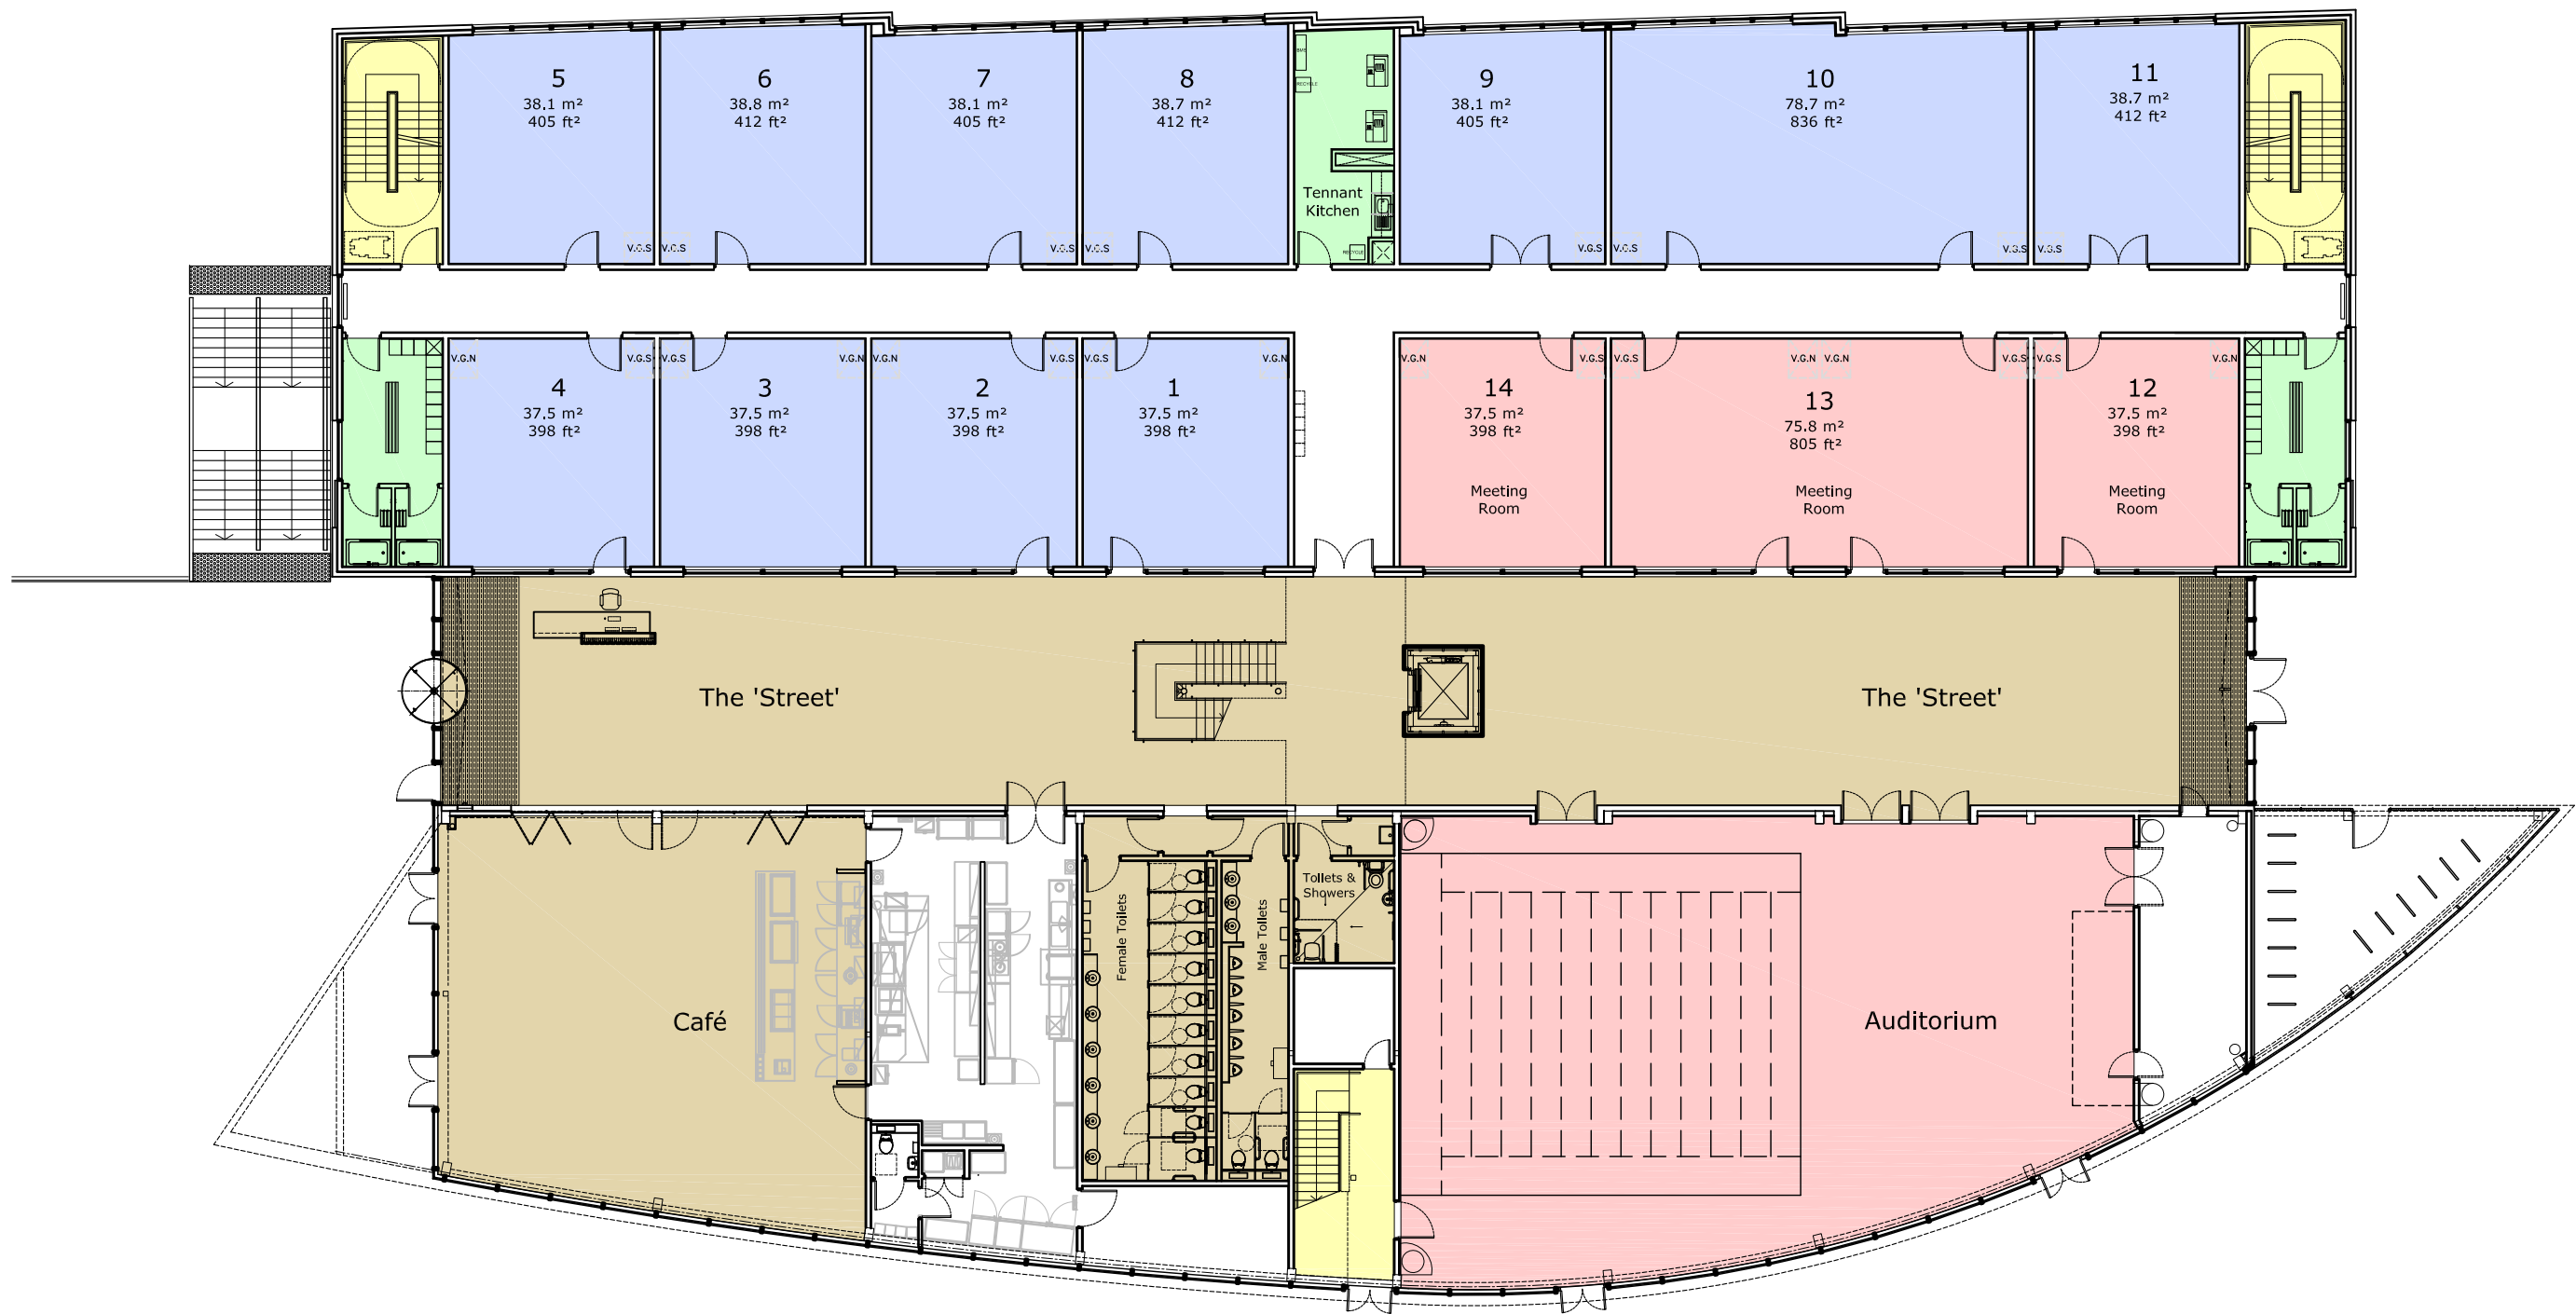 5
38.1 m²
405 ft²
6
38.8 m²
412 ft²
7
38.1 m²
405 ft²
8
38.7 m²
412 ft²
BMS
RECYCLE
Tennant
Kitchen
RECYCLE
9
38.1 m²
405 ft²
10
78.7 m²
836 ft²
11
38.7 m²
412 ft²
V.G.S
V.G.S
V.G.S
V.G.S
V.G.S
V.G.S
V.G.S
V.G.S
V.G.N
V.G.S
V.G.S
V.G.N
V.G.N
V.G.S
V.G.S
V.G.N
V.G.N
V.G.S
V.G.S
V.G.N
V.G.N
V.G.S
V.G.S
V.G.N
4
37.5 m²
398 ft²
3
37.5 m²
398 ft²
2
37.5 m²
398 ft²
1
37.5 m²
398 ft²
14
37.5 m²
398 ft²
Meeting
Room
13
75.8 m²
805 ft²
Meeting
Room
12
37.5 m²
398 ft²
Meeting
Room
The 'Street'
The 'Street'
Café
Female Toilets
Male Toilets
Toilets &
Showers
Auditorium